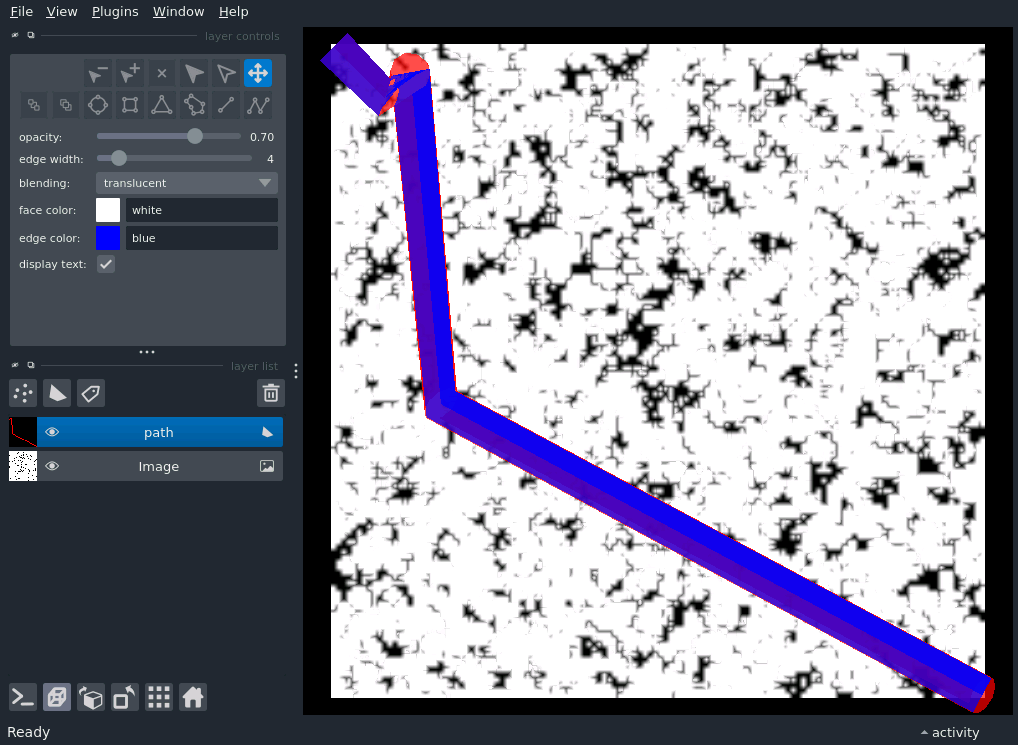 File View Plugins Window Help
layer controls
opacity: 0.70
edge width: 4
blending: translucent
face color: white
edge color: blue
display text:
layer list
path
Image
Ready activity